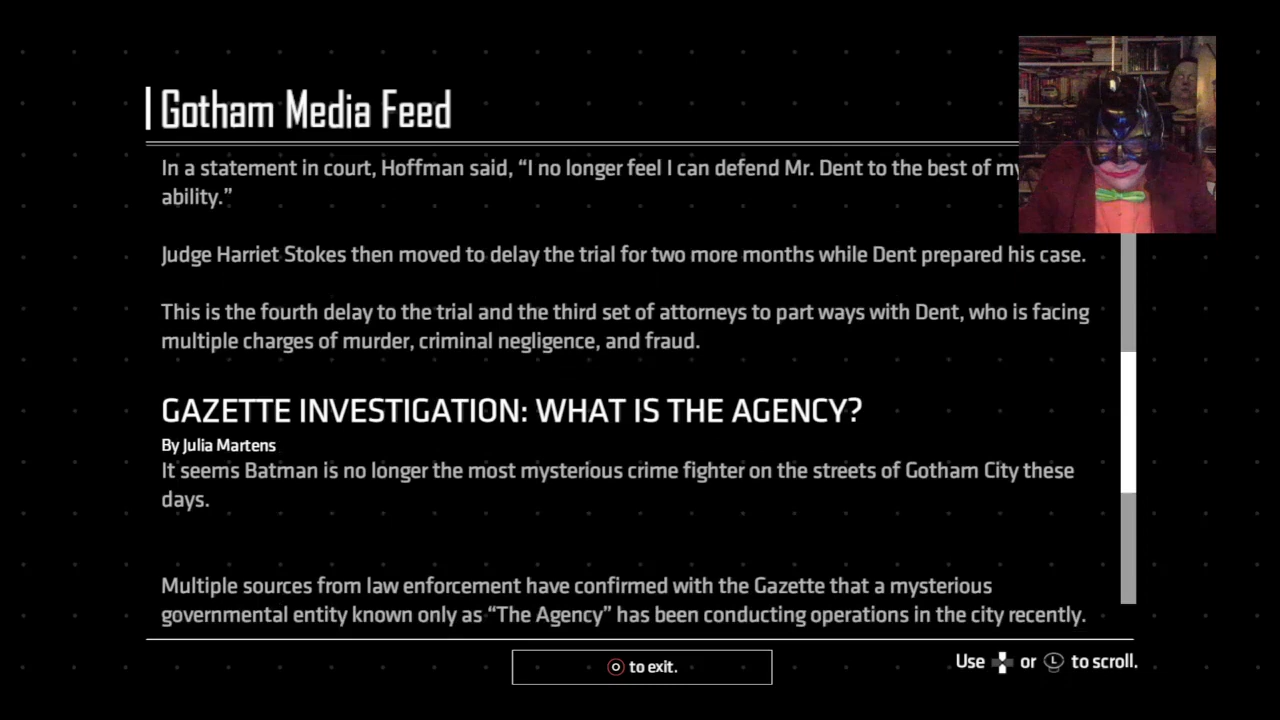 Gotham Media Feed
In a statement in court, Hoffman said, “I no longer feel I can defend Mr. Dent to the best of my
ability.”
Judge Harriet Stokes then moved to delay the trial for two more months while Dent prepared his case.
This is the fourth delay to the trial and the third set of attorneys to part ways with Dent, who is facing
multiple charges of murder, criminal negligence, and fraud.
GAZETTE INVESTIGATION: WHAT IS THE AGENCY?
By Julia Martens
It seems Batman is no longer the most mysterious crime fighter on the streets of Gotham City these
days.
Multiple sources from law enforcement have confirmed with the Gazette that a mysterious
governmental entity known only as “The Agency” has been conducting operations in the city recently.
O to exit.
Use or L to scroll.